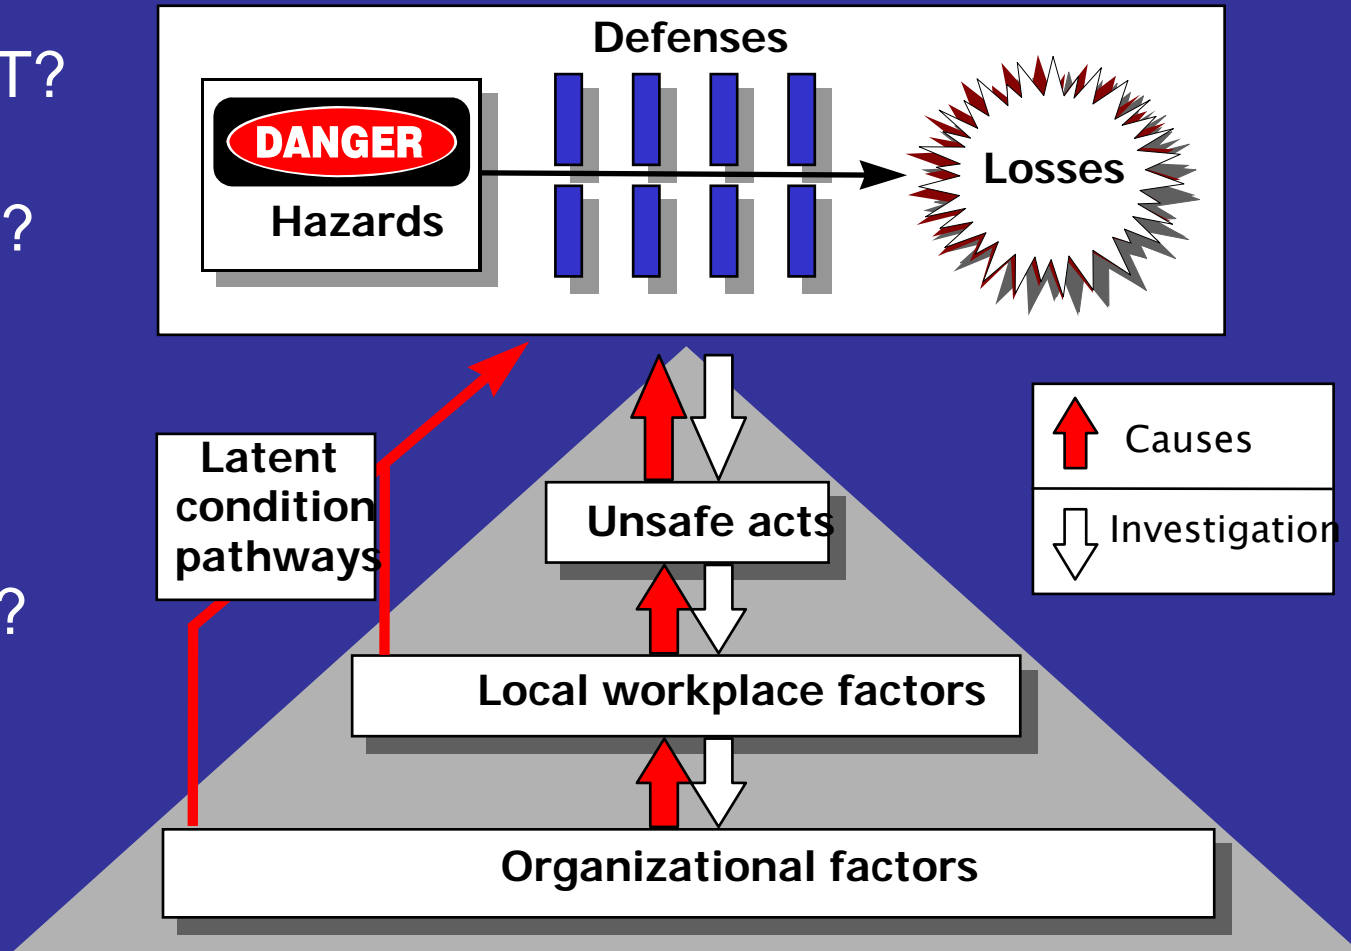 T?
?
?
Defenses
DANGER
Hazards
Losses
Latent
condition
pathways
Causes
Investigation
Unsafe acts
Local workplace factors
Organizational factors